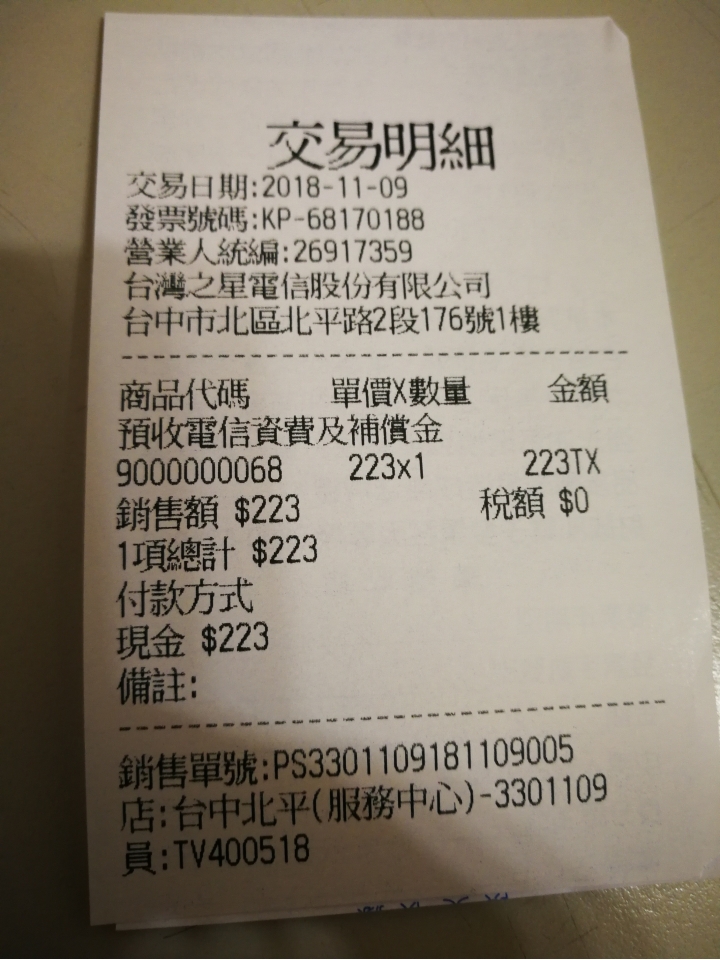 交易明細
交易日期:2018-11-09
發票號碼:KP-68170188
營業人統編:26917359
台灣之星電信股份有限公司
台中市北區北平路2段176號1樓
商品代碼 單價X數量 金額
預收電信資費及補償金
9000000068 223x1 223TX
銷售額 $223 稅額 $0
1項總計 $223
付款方式
現金 $223
備註:
銷售單號:PS3301109181109005
店:台中北平(服務中心)-3301109
員:TV400518